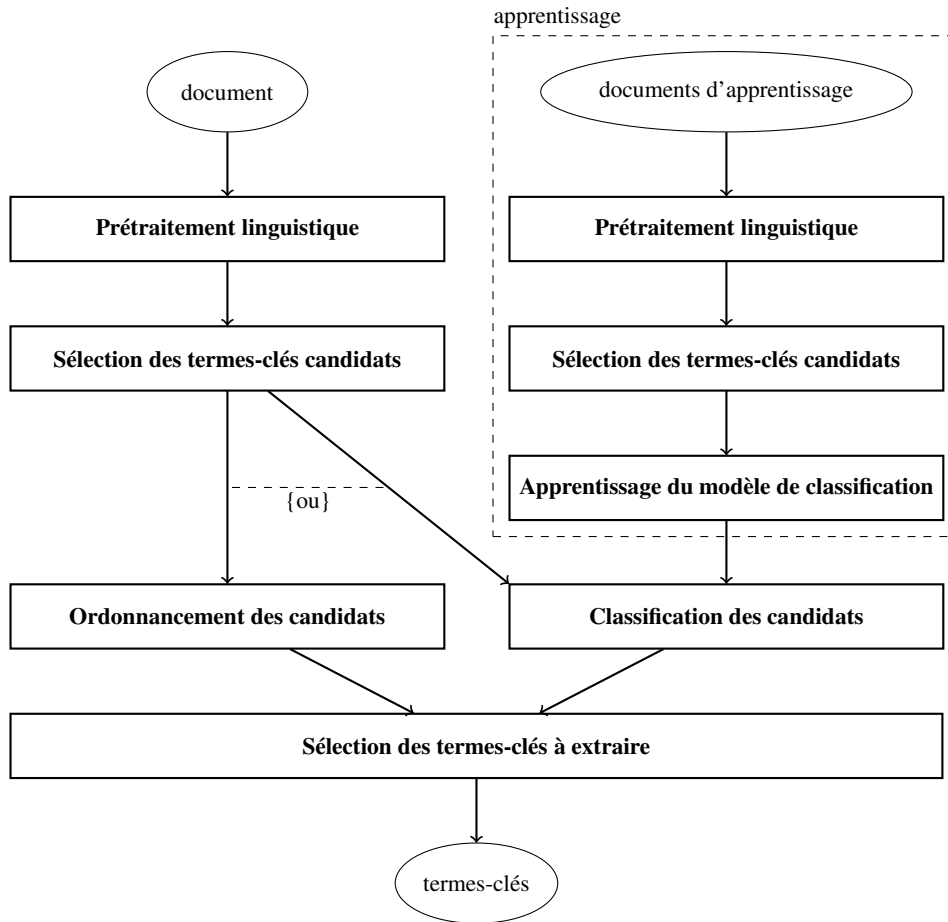 apprentissage
document
documents d'apprentissage
Prétraitement linguistique
Prétraitement linguistique
Sélection des termes-clés candidats
Sélection des termes-clés candidats
Apprentissage du modèle de classification
{ou}
Ordonnancement des candidats
Classification des candidats
Sélection des termes-clés à extraire
termes-clés